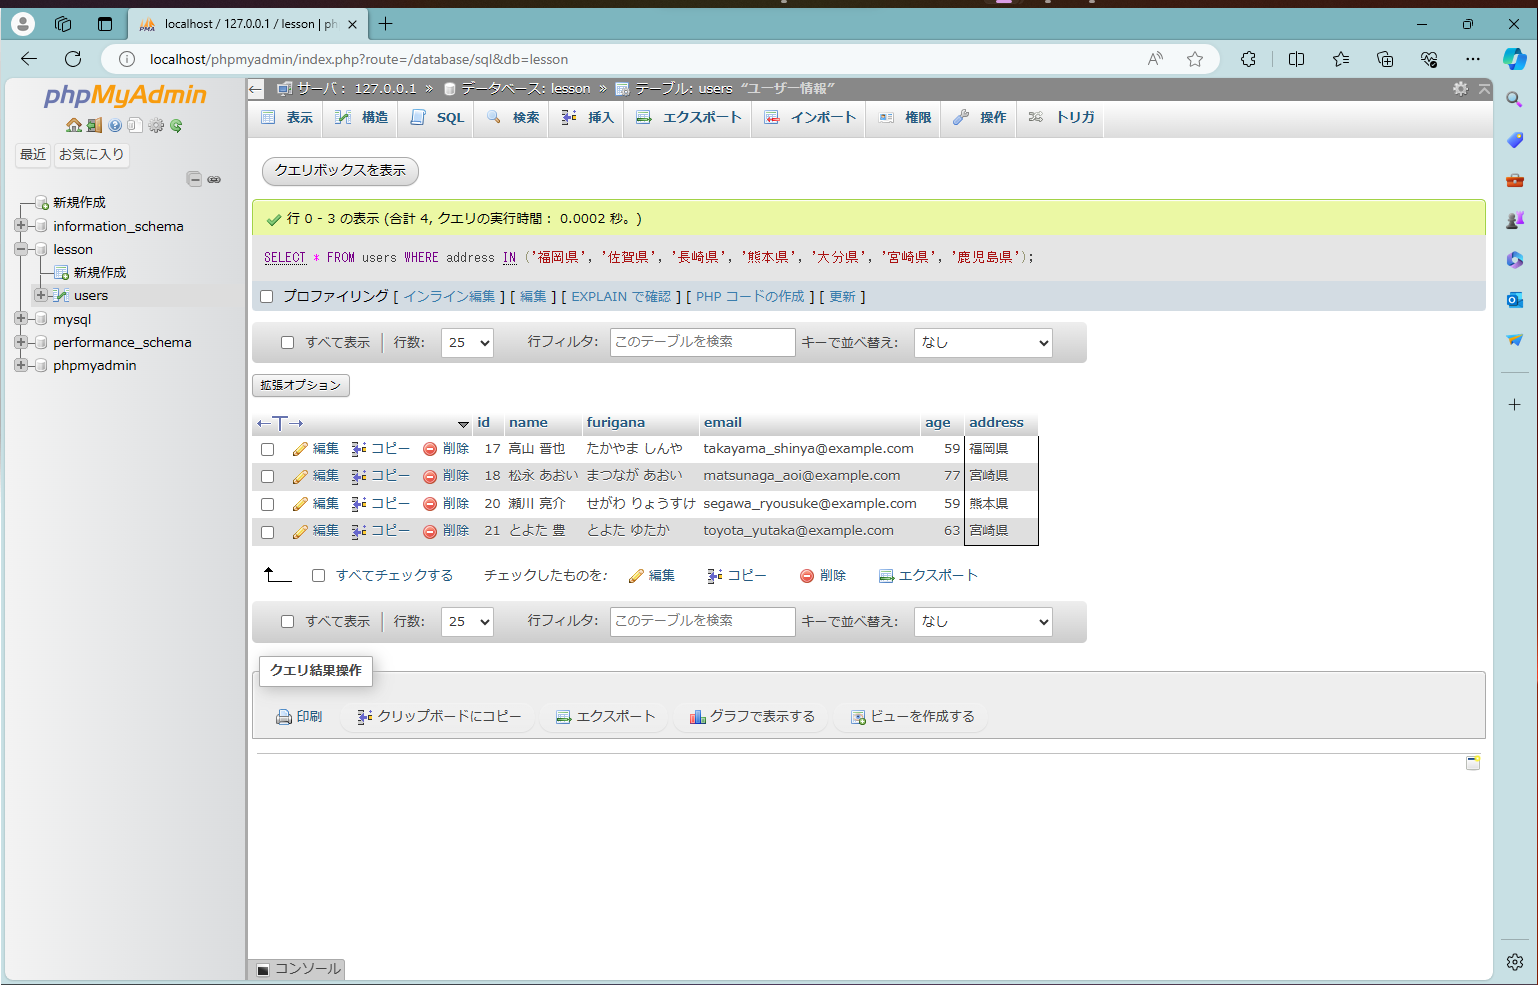 localhost / 127.0.0.1 / lesson | ph
localhost/phpmyadmin/index.php?route=/database/sql&db=lesson
phpMyAdmin
最近 お気に入り
新規作成
information_schema
lesson
新規作成
users
mysql
performance_schema
phpmyadmin
サーバ: 127.0.0.1 » データベース: lesson » テーブル: users “ユーザー情報”
表示 構造 SQL 検索 挿入 エクスポート インポート 権限 操作 トリガ
クエリボックスを表示
行 0 - 3 の表示 (合計 4, クエリの実行時間: 0.0002 秒。)
SELECT * FROM users WHERE address IN ('福岡県', '佐賀県', '長崎県', '熊本県', '大分県', '宮崎県', '鹿児島県');
プロファイリング [ インライン編集 ] [ 編集 ] [ EXPLAIN で確認 ] [ PHP コードの作成 ] [ 更新 ]
すべて表示 行数: 25 行フィルタ: このテーブルを検索 キーで並べ替え: なし
拡張オプション
←T→ id name furigana email age address
編集 コピー 削除 17 高山 晋也 たかやま しんや takayama_shinya@example.com 59 福岡県
編集 コピー 削除 18 松永 あおい まつなが あおい matsunaga_aoi@example.com 77 宮崎県
編集 コピー 削除 20 瀬川 亮介 せがわ りょうすけ segawa_ryousuke@example.com 59 熊本県
編集 コピー 削除 21 とよた 豊 とよた ゆたか toyota_yutaka@example.com 63 宮崎県
すべてチェックする チェックしたものを: 編集 コピー 削除 エクスポート
すべて表示 行数: 25 行フィルタ: このテーブルを検索 キーで並べ替え: なし
クエリ結果操作
印刷 クリップボードにコピー エクスポート グラフで表示する ビューを作成する
コンソール